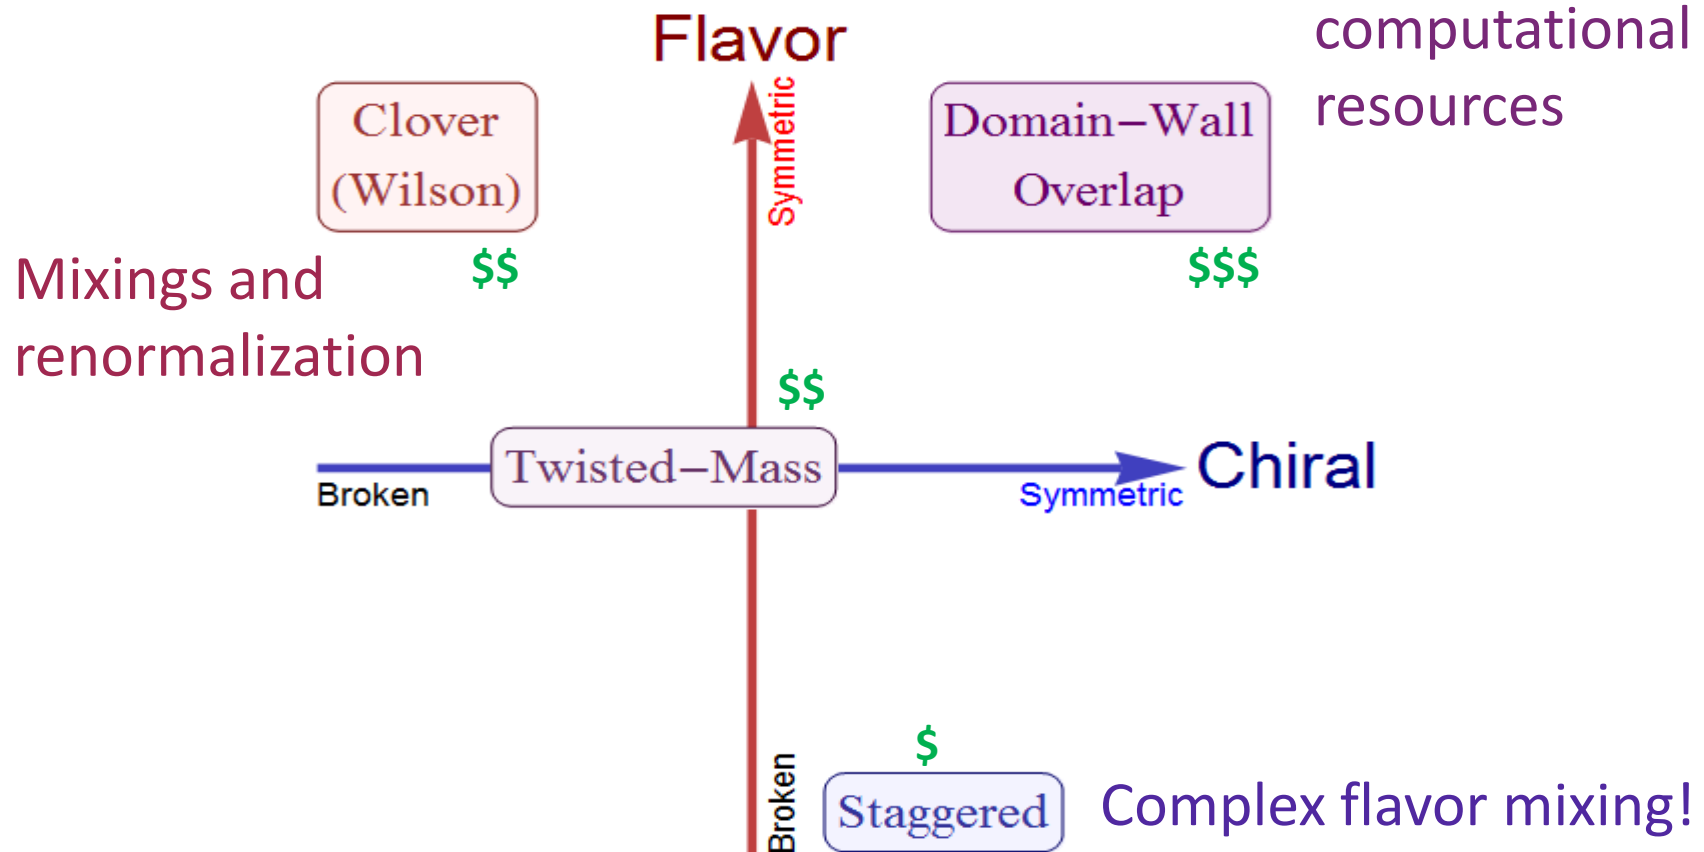 Flavor
computational
resources
Symmetric
Clover
(Wilson)
Domain–Wall
Overlap
$$
$$$
Mixings and
renormalization
$$
Twisted–Mass
Chiral
Broken
Symmetric
$
Broken
Staggered
Complex flavor mixing!